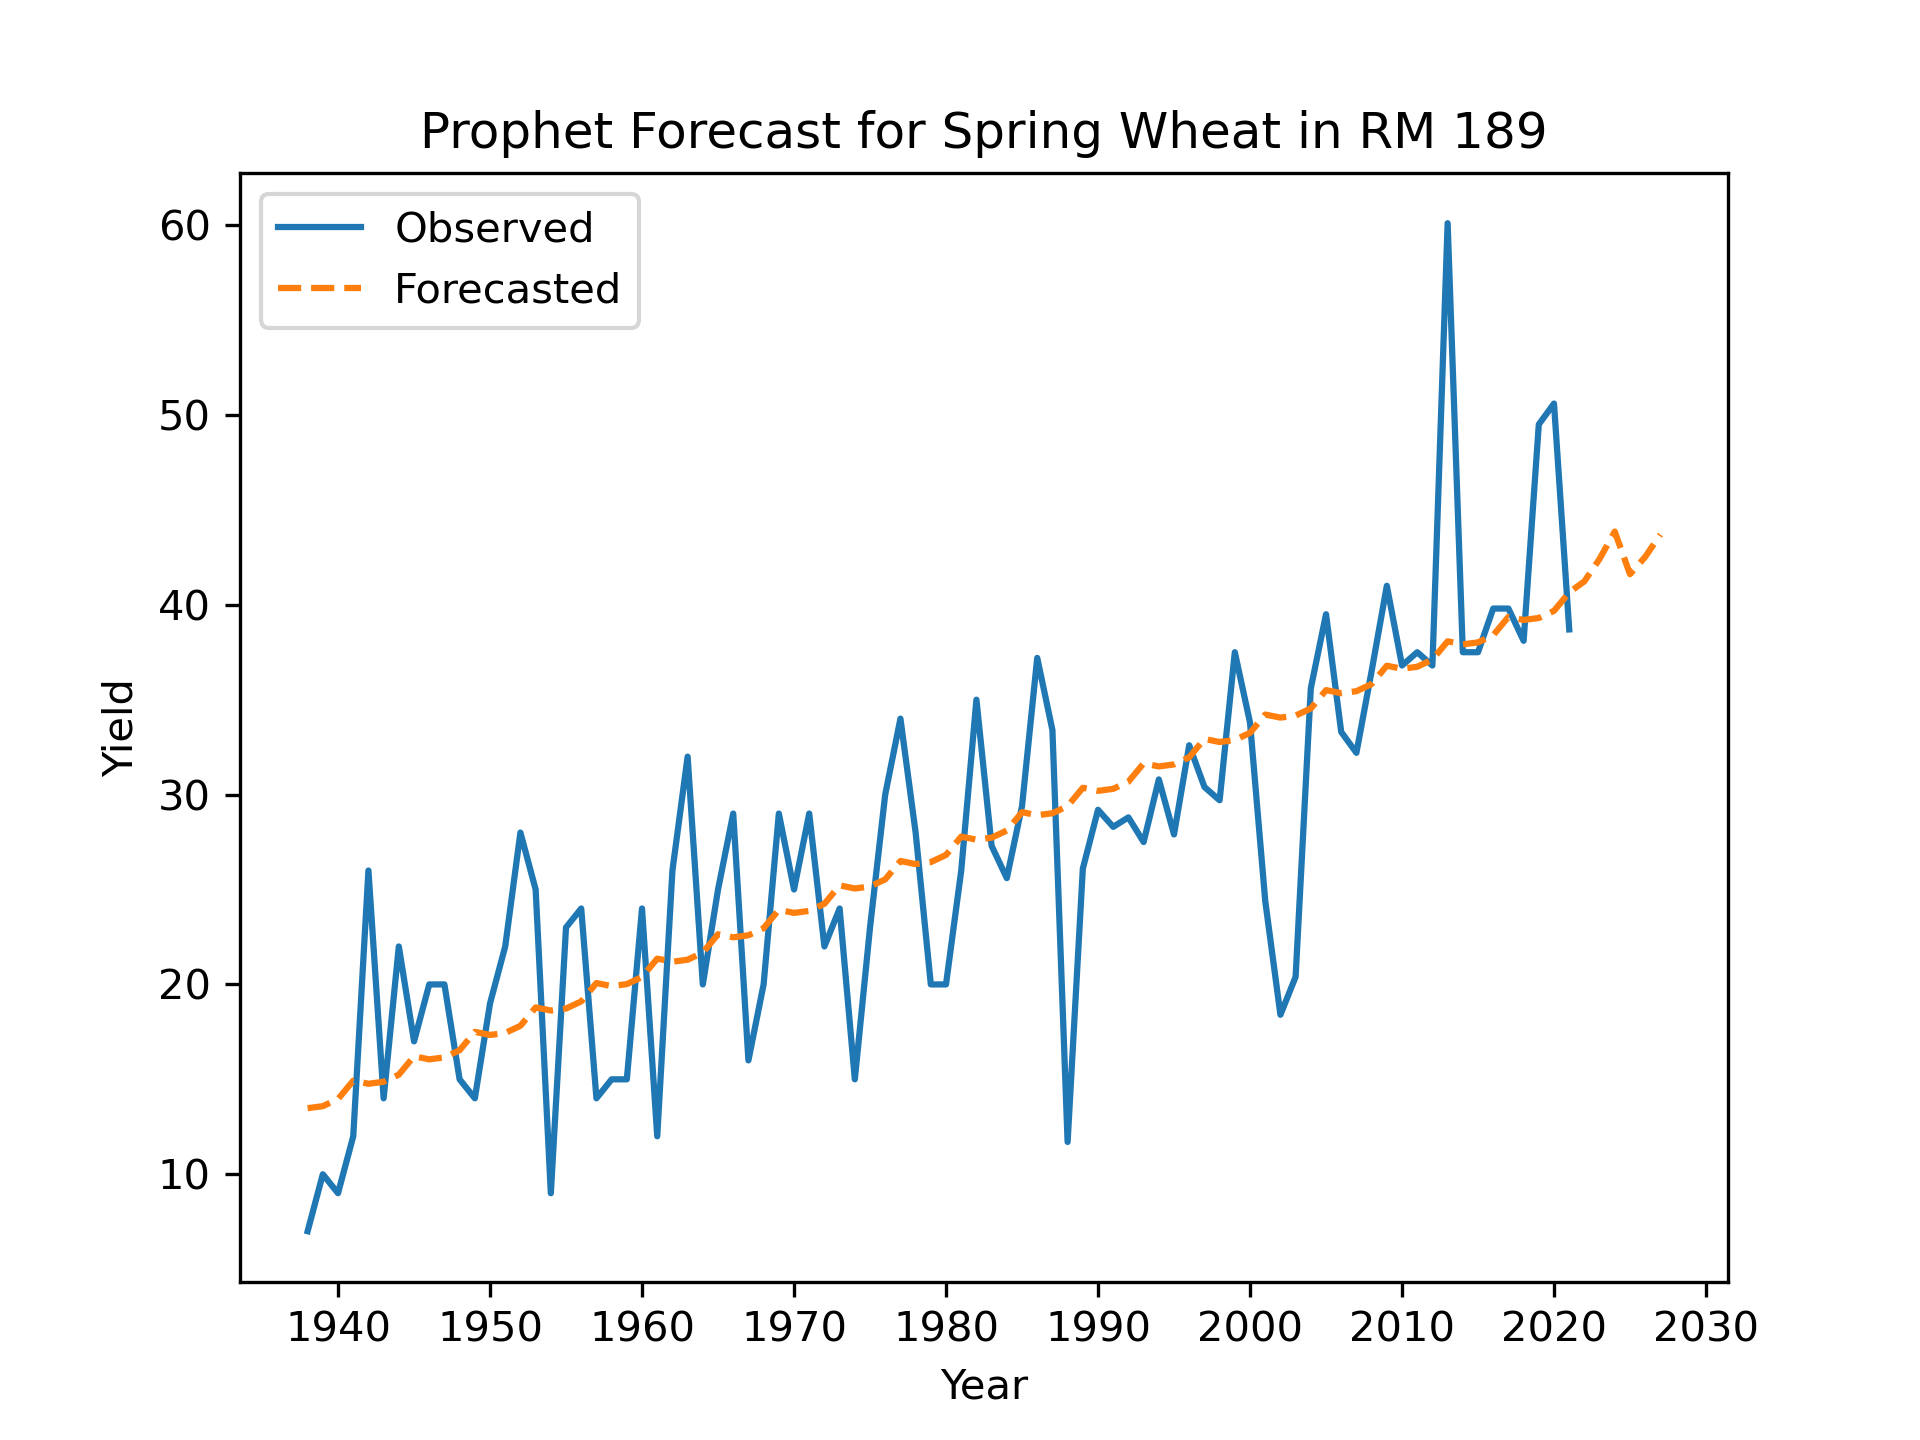 Prophet Forecast for Spring Wheat in RM 189
Observed
Forecasted
60
50
40
30
20
10
Yield
1940 1950 1960 1970 1980 1990 2000 2010 2020 2030
Year